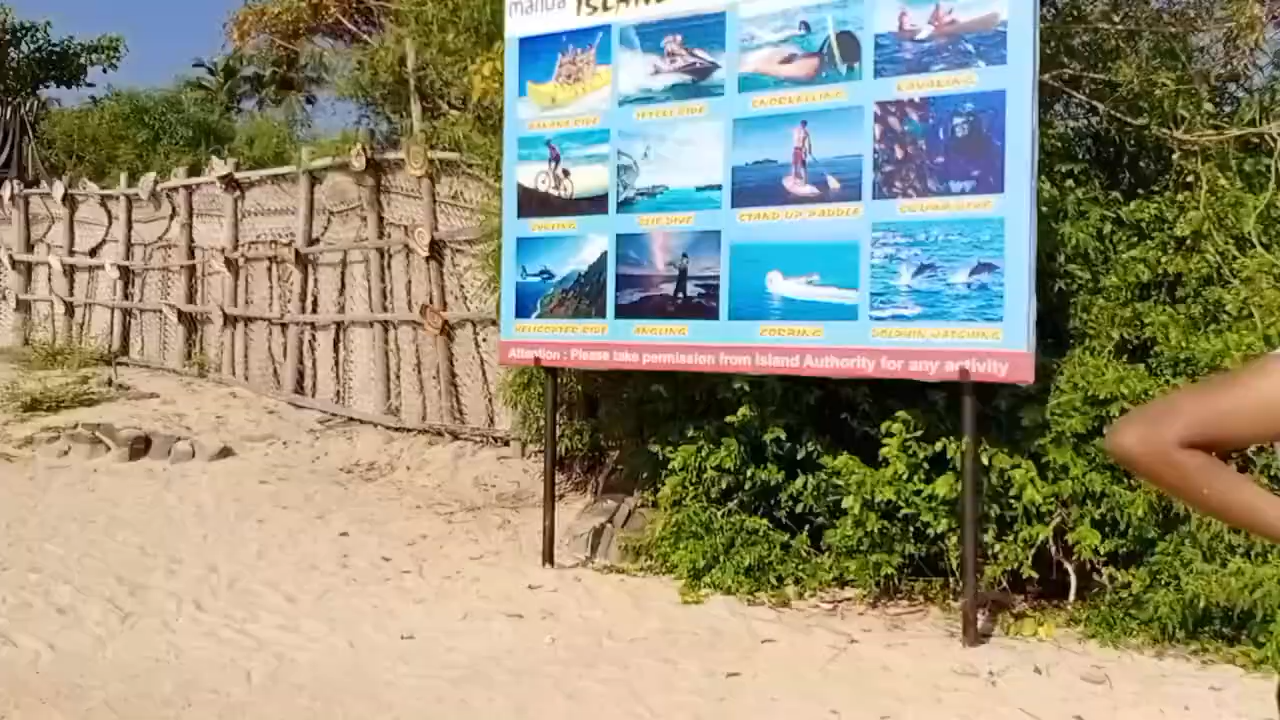 ISLAND
BANANA RIDE
JETSKI RIDE
SNORKELLING
KAYAKING
CYCLING
STAND UP PADDLE
SCUBA DIVE
HELICOPTER RIDE
ANGLING
DOLPHIN WATCHING
Attention : Please take permission from Island Authority for any activity